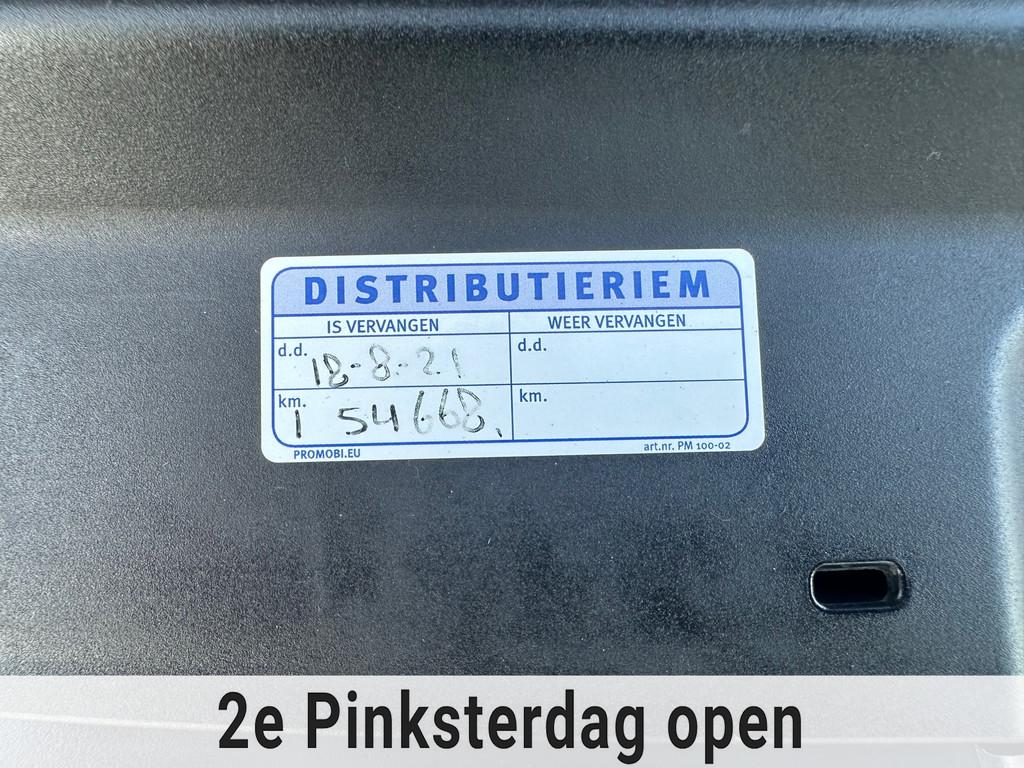 DISTRIBUTIERIEM
IS VERVANGEN WEER VERVANGEN
d.d. 18-8-21 d.d.
km. 154668, km.
PROMOBI.EU art.nr. PM 100-02
2e Pinksterdag open